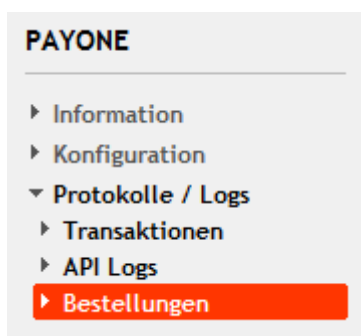 PAYONE
Information
Konfiguration
Protokolle / Logs
Transaktionen
API Logs
Bestellungen